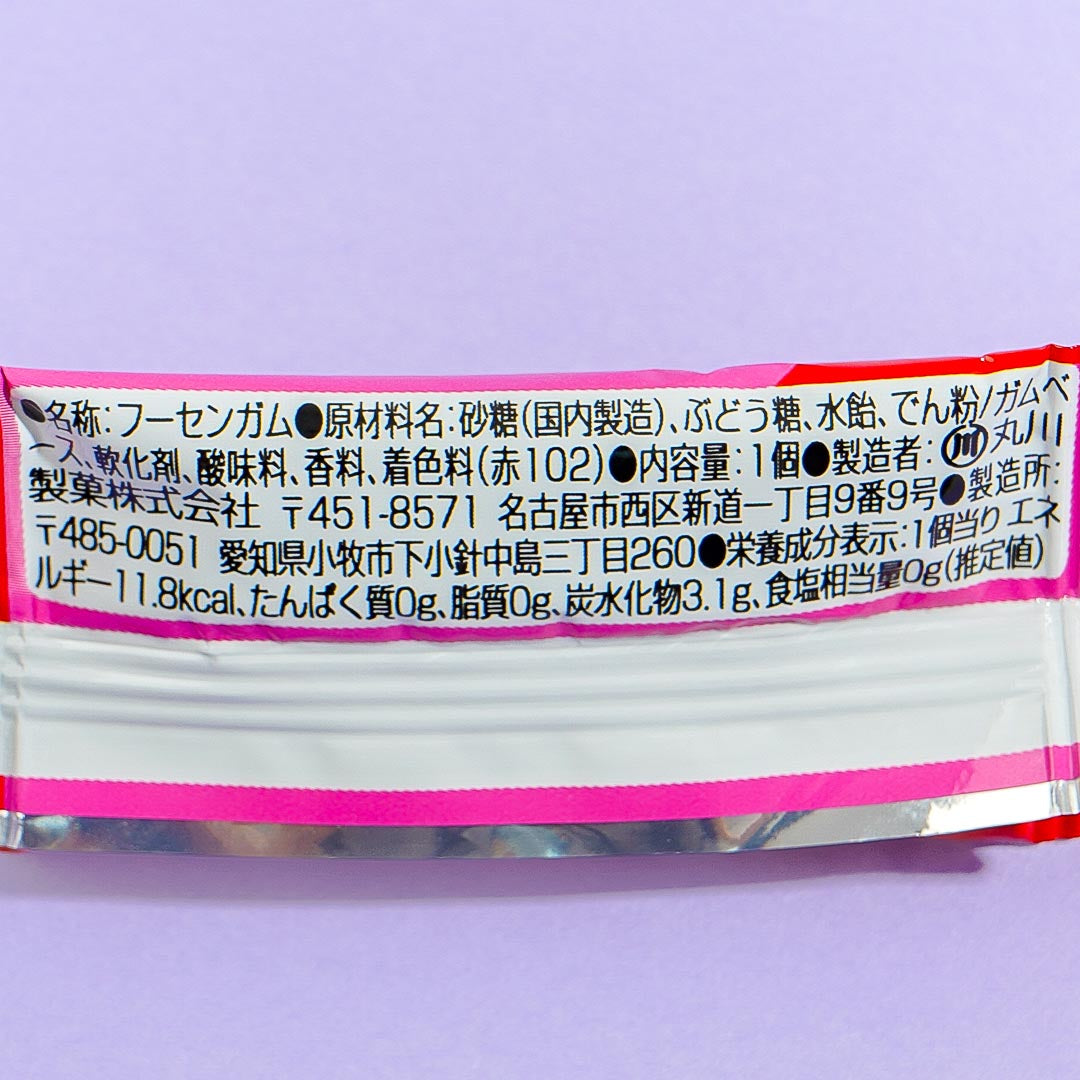 ●名称:フーセンガム●原材料名:砂糖(国内製造)、ぶどう糖、水飴、でん粉/ガムベ
ース、軟化剤、酸味料、香料、着色料(赤102)●内容量:1個●製造者:丸川
製菓株式会社 〒451-8571 名古屋市西区新道一丁目9番9号●製造所:
〒485-0051 愛知県小牧市下小針中島三丁目260●栄養成分表示:1個当り エネ
ルギー11.8kcal、たんぱく質0g、脂質0g、炭水化物3.1g、食塩相当量0g(推定値)